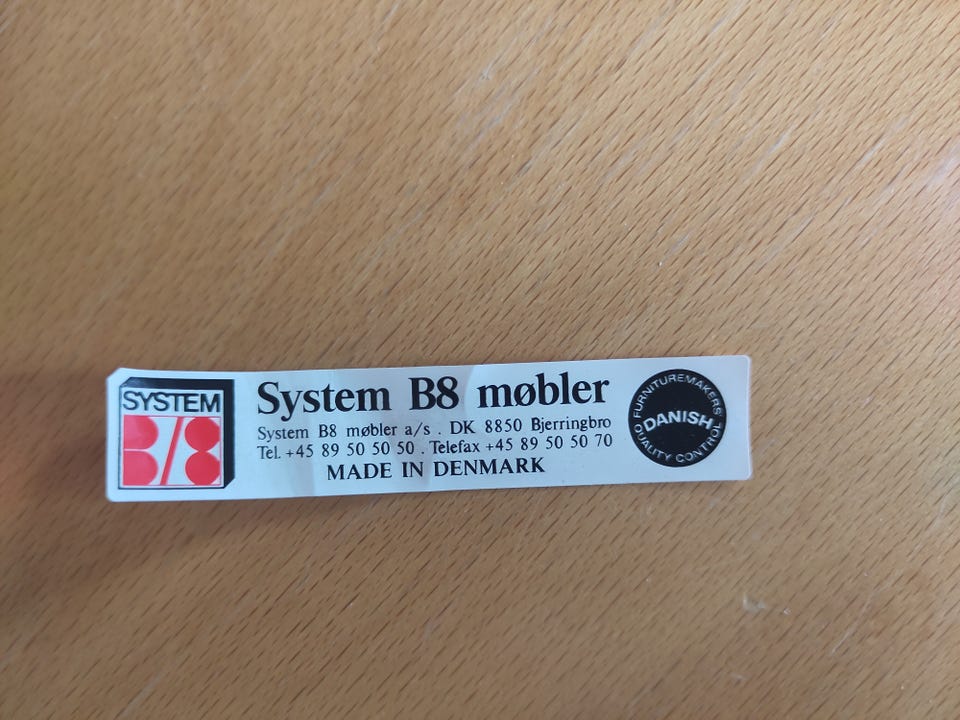 SYSTEM
B/8
System B8 møbler
System B8 møbler a/s . DK 8850 Bjerringbro
Tel. +45 89 50 50 50 . Telefax +45 89 50 50 70
MADE IN DENMARK
FURNITUREMAKERS'
DANISH
QUALITY CONTROL